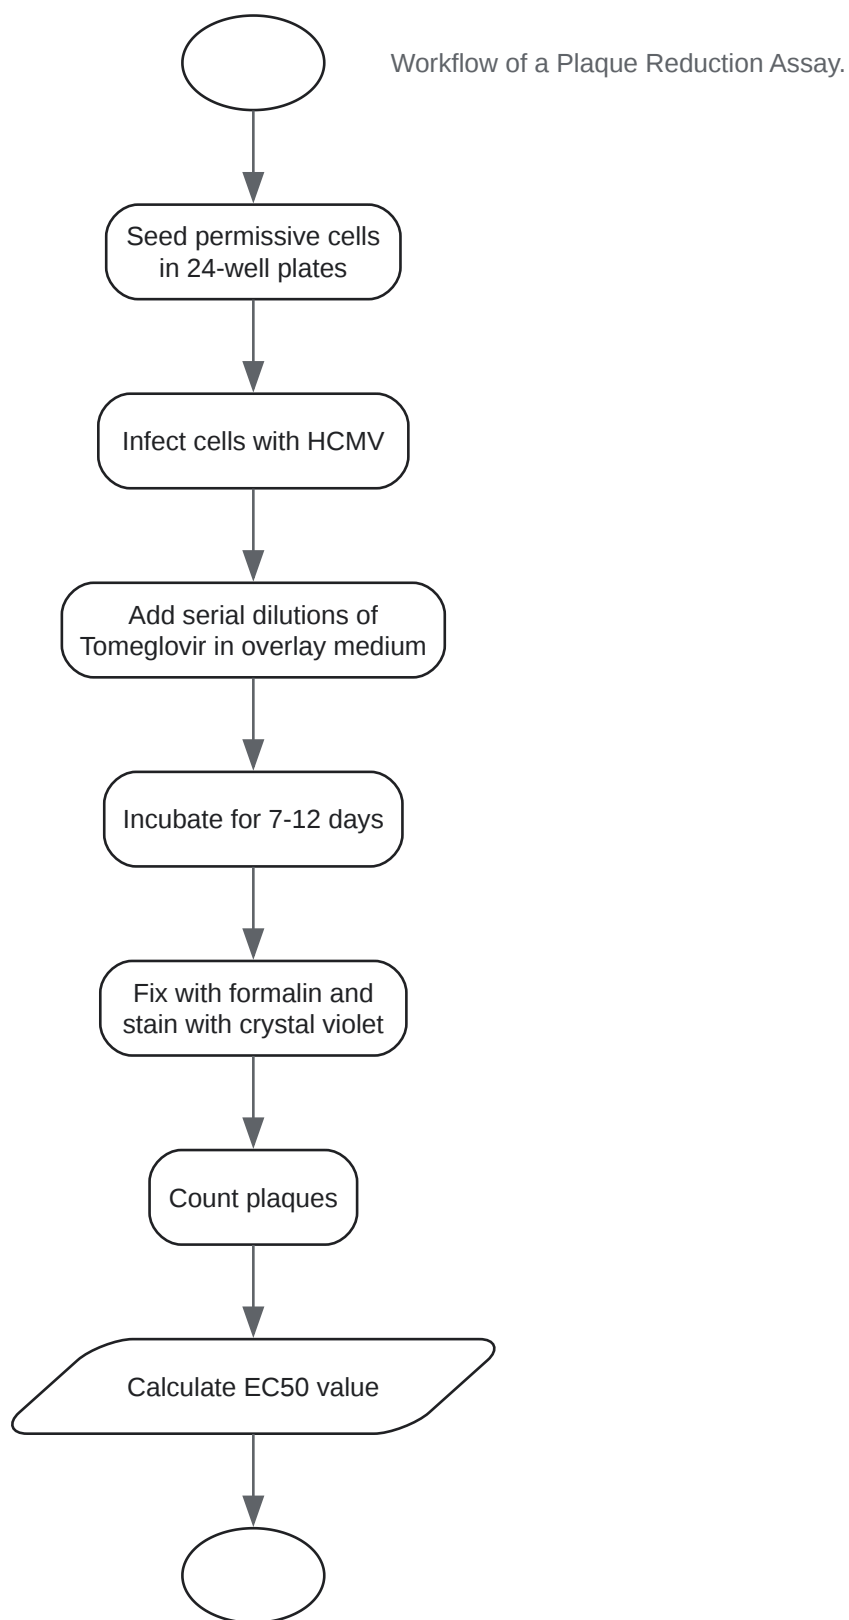 Workflow of a Plaque Reduction Assay.
Seed permissive cells
in 24-well plates
Infect cells with HCMV
Add serial dilutions of
Tomeglovir in overlay medium
Incubate for 7-12 days
Fix with formalin and
stain with crystal violet
Count plaques
Calculate EC50 value